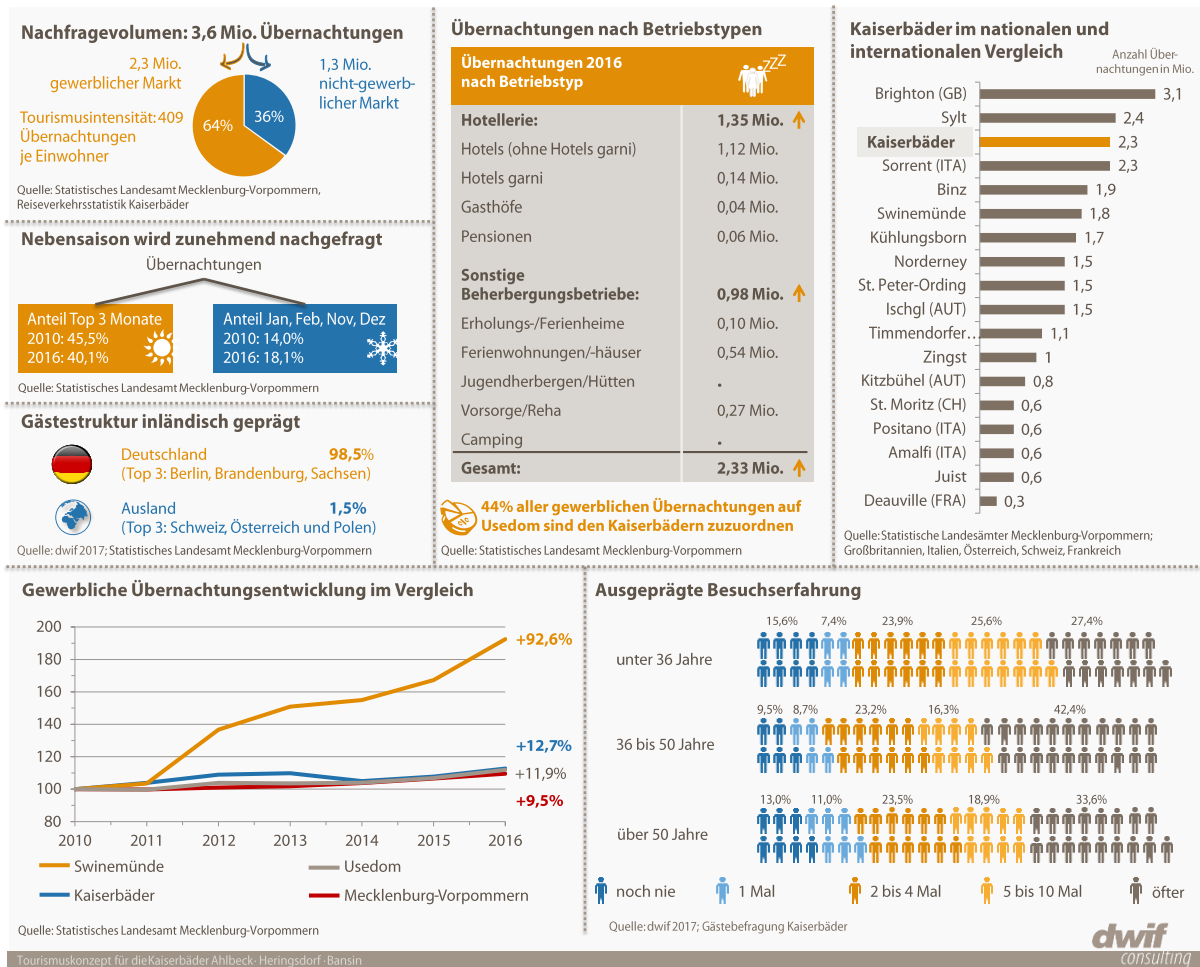 Nachfragevolumen: 3,6 Mio. Übernachtungen
2,3 Mio.
gewerblicher Markt
1,3 Mio.
nicht-gewerb-
licher Markt
Tourismusintensität: 409
Übernachtungen
je Einwohner
64%
36%
Quelle: Statistisches Landesamt Mecklenburg-Vorpommern,
Reiseverkehrsstatistik Kaiserbäder
Nebensaison wird zunehmend nachgefragt
Übernachtungen
Anteil Top 3 Monate
2010: 45,5%
2016: 40,1%
Anteil Jan, Feb, Nov, Dez
2010: 14,0%
2016: 18,1%
Quelle: Statistisches Landesamt Mecklenburg-Vorpommern
Gästestruktur inländisch geprägt
Deutschland 98,5%
(Top 3: Berlin, Brandenburg, Sachsen)
Ausland 1,5%
(Top 3: Schweiz, Österreich und Polen)
Quelle: dwif 2017; Statistisches Landesamt Mecklenburg-Vorpommern
Übernachtungen nach Betriebstypen
Übernachtungen 2016
nach Betriebstyp
ZZZ
Hotellerie: 1,35 Mio.
Hotels (ohne Hotels garni) 1,12 Mio.
Hotels garni 0,14 Mio.
Gasthöfe 0,04 Mio.
Pensionen 0,06 Mio.
Sonstige
Beherbergungsbetriebe: 0,98 Mio.
Erholungs-/Ferienheime 0,10 Mio.
Ferienwohnungen/-häuser 0,54 Mio.
Jugendherbergen/Hütten .
Vorsorge/Reha 0,27 Mio.
Camping .
Gesamt: 2,33 Mio.
44% aller gewerblichen Übernachtungen auf
Usedom sind den Kaiserbädern zuzuordnen
Quelle: Statistisches Landesamt Mecklenburg-Vorpommern
Kaiserbäder im nationalen und
internationalen Vergleich
Anzahl Über-
nachtungen in Mio.
Brighton (GB) 3,1
Sylt 2,4
Kaiserbäder 2,3
Sorrent (ITA) 2,3
Binz 1,9
Swinemünde 1,8
Kühlungsborn 1,7
Norderney 1,5
St. Peter-Ording 1,5
Ischgl (AUT) 1,5
Timmendorfer… 1,1
Zingst 1
Kitzbühel (AUT) 0,8
St. Moritz (CH) 0,6
Positano (ITA) 0,6
Amalfi (ITA) 0,6
Juist 0,6
Deauville (FRA) 0,3
Quelle: Statistische Landesämter Mecklenburg-Vorpommern;
Großbritannien, Italien, Österreich, Schweiz, Frankreich
Gewerbliche Übernachtungsentwicklung im Vergleich
200
180
160
140
120
100
80
2010 2011 2012 2013 2014 2015 2016
+92,6%
+12,7%
+11,9%
+9,5%
Swinemünde Usedom
Kaiserbäder Mecklenburg-Vorpommern
Quelle: Statistisches Landesamt Mecklenburg-Vorpommern
Ausgeprägte Besuchserfahrung
15,6% 7,4% 23,9% 25,6% 27,4%
unter 36 Jahre
9,5% 8,7% 23,2% 16,3% 42,4%
36 bis 50 Jahre
13,0% 11,0% 23,5% 18,9% 33,6%
über 50 Jahre
noch nie 1 Mal 2 bis 4 Mal 5 bis 10 Mal öfter
Quelle: dwif 2017; Gästebefragung Kaiserbäder
dwif
consulting
Tourismuskonzept für die Kaiserbäder Ahlbeck · Heringsdorf · Bansin